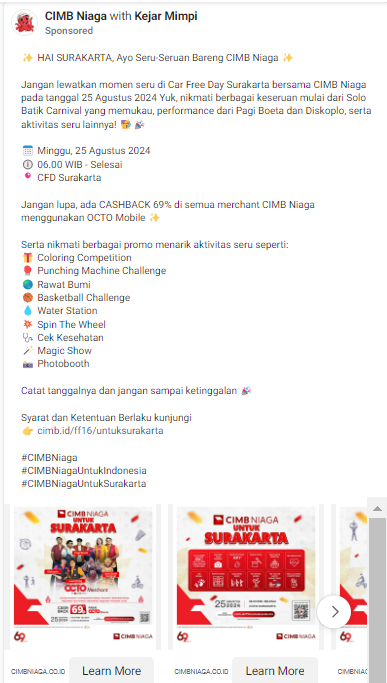 CIMB Niaga with Kejar Mimpi
Sponsored
✨ HAI SURAKARTA, Ayo Seru-Seruan Bareng CIMB Niaga ✨
Jangan lewatkan momen seru di Car Free Day Surakarta bersama CIMB Niaga
pada tanggal 25 Agustus 2024 Yuk, nikmati berbagai keseruan mulai dari Solo
Batik Carnival yang memukau, performance dari Pagi Boeta dan Diskoplo, serta
aktivitas seru lainnya! 🥳 🎉
🗓️ Minggu, 25 Agustus 2024
🕕 06.00 WIB - Selesai
📍 CFD Surakarta
Jangan lupa, ada CASHBACK 69% di semua merchant CIMB Niaga
menggunakan OCTO Mobile ✨
Serta nikmati berbagai promo menarik aktivitas seru seperti:
🎁 Coloring Competition
🥊 Punching Machine Challenge
🌏 Rawat Bumi
🏀 Basketball Challenge
💧 Water Station
💥 Spin The Wheel
🩺 Cek Kesehatan
🪄 Magic Show
📸 Photobooth
Catat tanggalnya dan jangan sampai ketinggalan 🎉
Syarat dan Ketentuan Berlaku kunjungi
👉 cimb.id/ff16/untuksurakarta
#CIMBNiaga
#CIMBNiagaUntukIndonesia
#CIMBNiagaUntukSurakarta
CIMB NIAGA
UNTUK
SURAKARTA
OCTO Merchant
CASH BACK 69%
25 AGUSTUS 2024
69
CIMB NIAGA
CIMB NIAGA
UNTUK
SURAKARTA
25 AGUSTUS 2024
69
CIMB NIAGA
69
CIMBNIAGA.CO.ID
Learn More
CIMBNIAGA.CO.ID
Learn More
CIMBNIAGA.CO